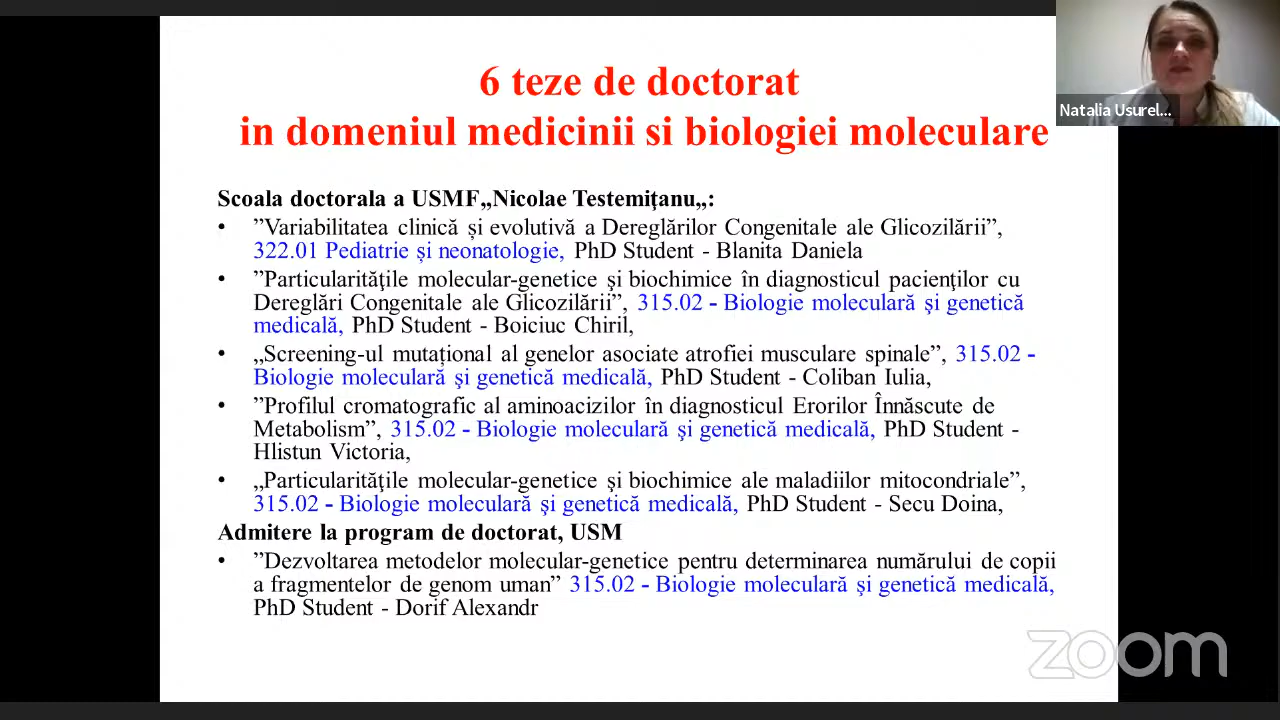 6 teze de doctorat
in domeniul medicinii si biologiei moleculare
Natalia Usurel...
Scoala doctorala a USMF„Nicolae Testemiţanu„:
• ”Variabilitatea clinică și evolutivă a Dereglărilor Congenitale ale Glicozilării”,
322.01 Pediatrie și neonatologie, PhD Student - Blanita Daniela
• ”Particularităţile molecular-genetice şi biochimice în diagnosticul pacienţilor cu
Dereglări Congenitale ale Glicozilării”, 315.02 - Biologie moleculară şi genetică
medicală, PhD Student - Boiciuc Chiril,
• „Screening-ul mutațional al genelor asociate atrofiei musculare spinale”, 315.02 -
Biologie moleculară şi genetică medicală, PhD Student - Coliban Iulia,
• ”Profilul cromatografic al aminoacizilor în diagnosticul Erorilor Înnăscute de
Metabolism”, 315.02 - Biologie moleculară şi genetică medicală, PhD Student -
Hlistun Victoria,
• „Particularităţile molecular-genetice şi biochimice ale maladiilor mitocondriale”,
315.02 - Biologie moleculară şi genetică medicală, PhD Student - Secu Doina,
Admitere la program de doctorat, USM
• ”Dezvoltarea metodelor molecular-genetice pentru determinarea numărului de copii
a fragmentelor de genom uman” 315.02 - Biologie moleculară şi genetică medicală,
PhD Student - Dorif Alexandr
zoom